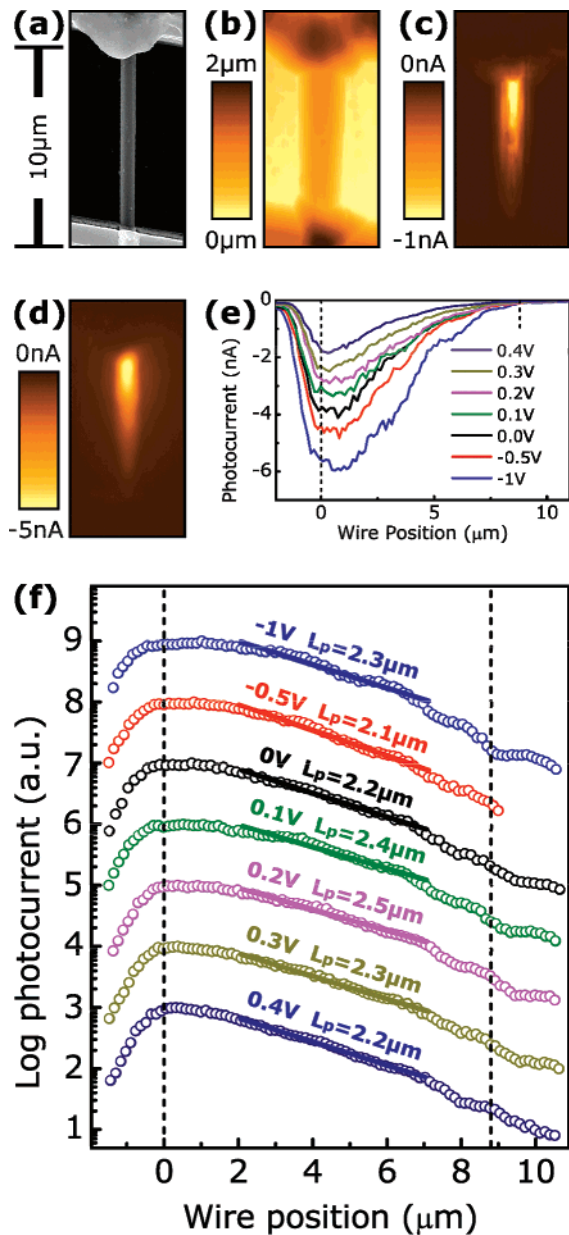 (a)
10μm
(b)
2μm
0μm
(c)
0nA
-1nA
(d)
0nA
-5nA
(e)
Photocurrent (nA)
0
-2
-4
-6
0.4V
0.3V
0.2V
0.1V
0.0V
-0.5V
-1V
0 5 10
Wire Position (μm)
(f)
Log photocurrent (a.u.)
9
8
7
6
5
4
3
2
1
-1V Lp=2.3μm
-0.5V Lp=2.1μm
0V Lp=2.2μm
0.1V Lp=2.4μm
0.2V Lp=2.5μm
0.3V Lp=2.3μm
0.4V Lp=2.2μm
0 2 4 6 8 10
Wire position (μm)